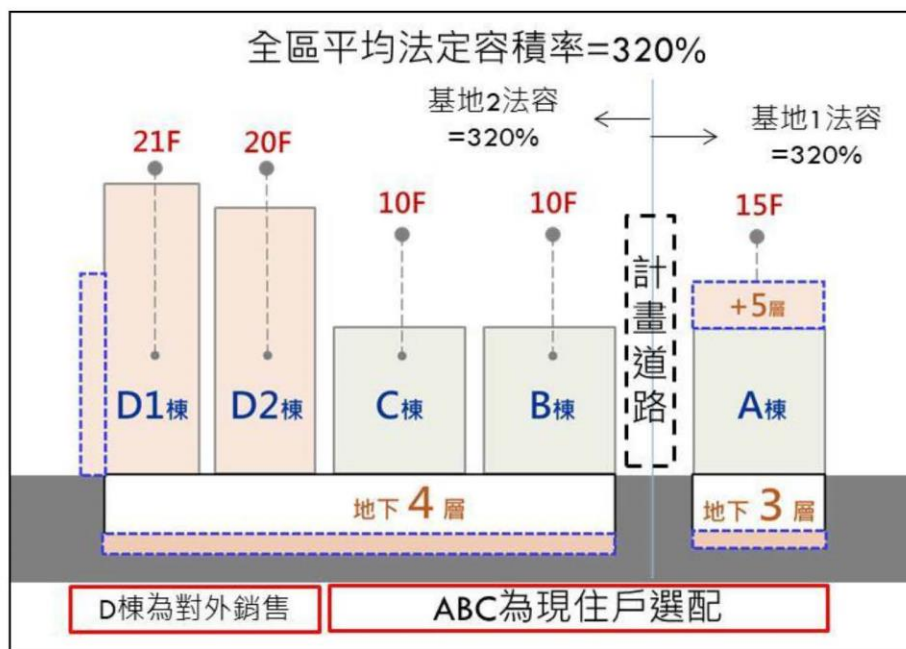 全區平均法定容積率=320%
基地2法容
=320%
基地1法容
=320%
21F
20F
10F
10F
15F
計畫道路
+5層
D1棟
D2棟
C棟
B棟
A棟
地下4層
地下3層
D棟為對外銷售
ABC為現住戶選配